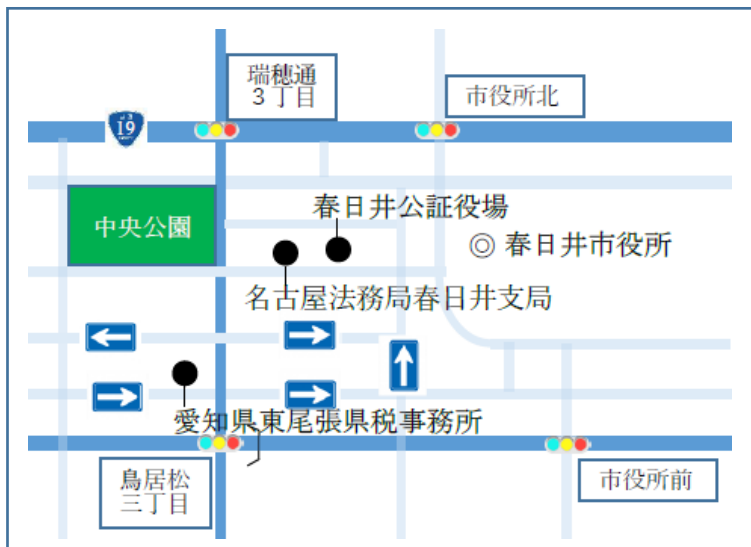 瑞穂通
３丁目
市役所北
19
中央公園
春日井公証役場
◎ 春日井市役所
名古屋法務局春日井支局
愛知県東尾張県税事務所
鳥居松
三丁目
市役所前